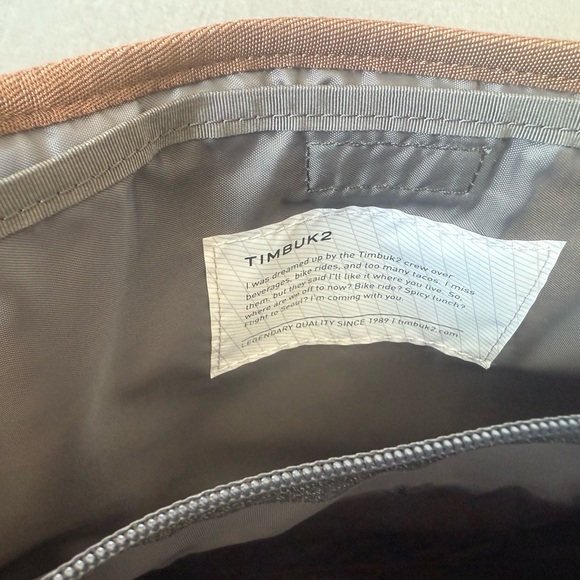 TIMBUK2
I was dreamed up by the Timbuk2 crew over
beverages, bike rides, and too many tacos. I miss
them, but they said I'll like it where you live. So,
where are we off to now? Bike ride? Spicy lunch?
Flight to Seoul? I'm coming with you.
LEGENDARY QUALITY SINCE 1989 | timbuk2.com